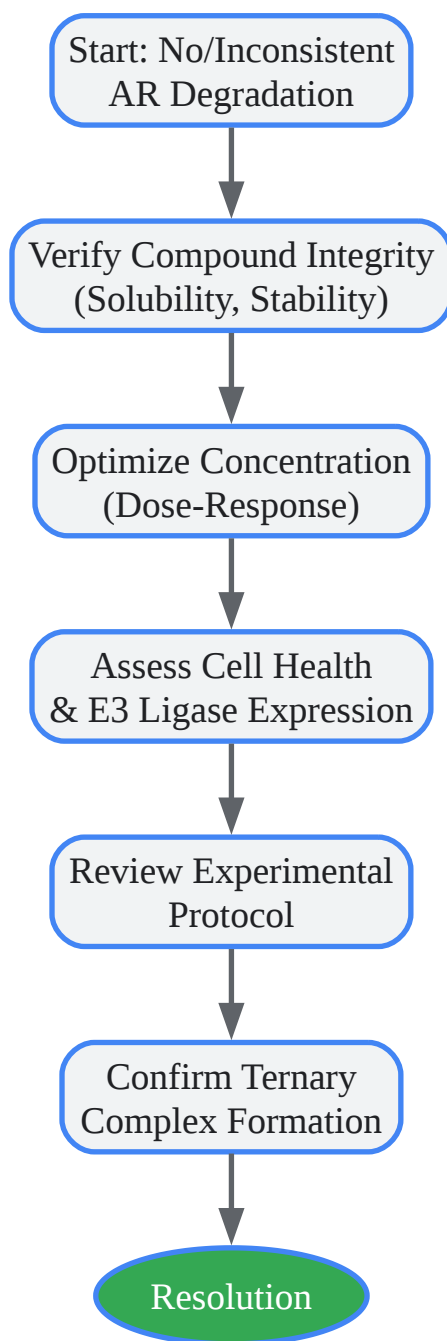 Start: No/Inconsistent
AR Degradation
Verify Compound Integrity
(Solubility, Stability)
Optimize Concentration
(Dose-Response)
Assess Cell Health
& E3 Ligase Expression
Review Experimental
Protocol
Confirm Ternary
Complex Formation
Resolution